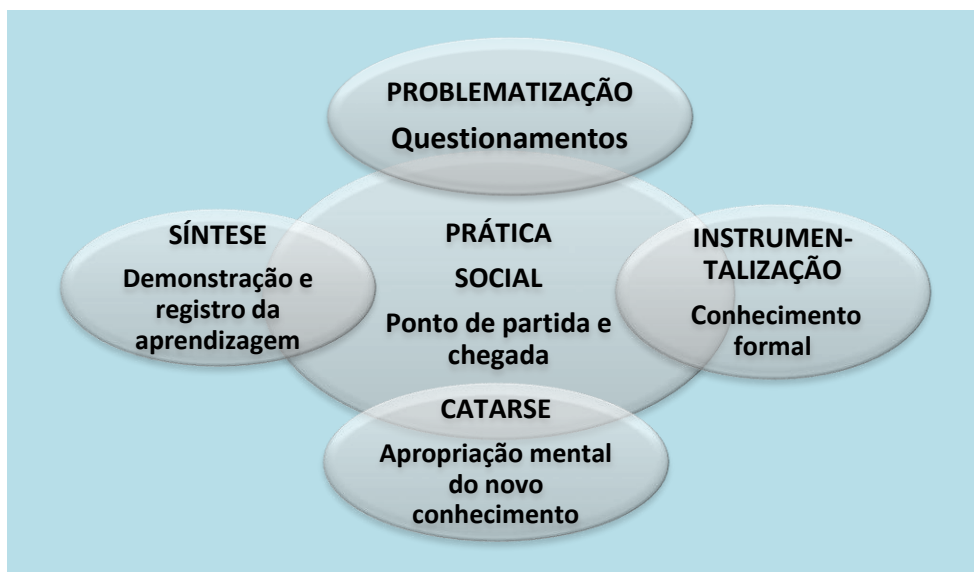 PROBLEMATIZAÇÃO
Questionamentos
SÍNTESE
Demonstração e
registro da
aprendizagem
PRÁTICA
SOCIAL
Ponto de partida e
chegada
INSTRUMEN-
TALIZAÇÃO
Conhecimento
formal
CATARSE
Apropriação mental
do novo
conhecimento